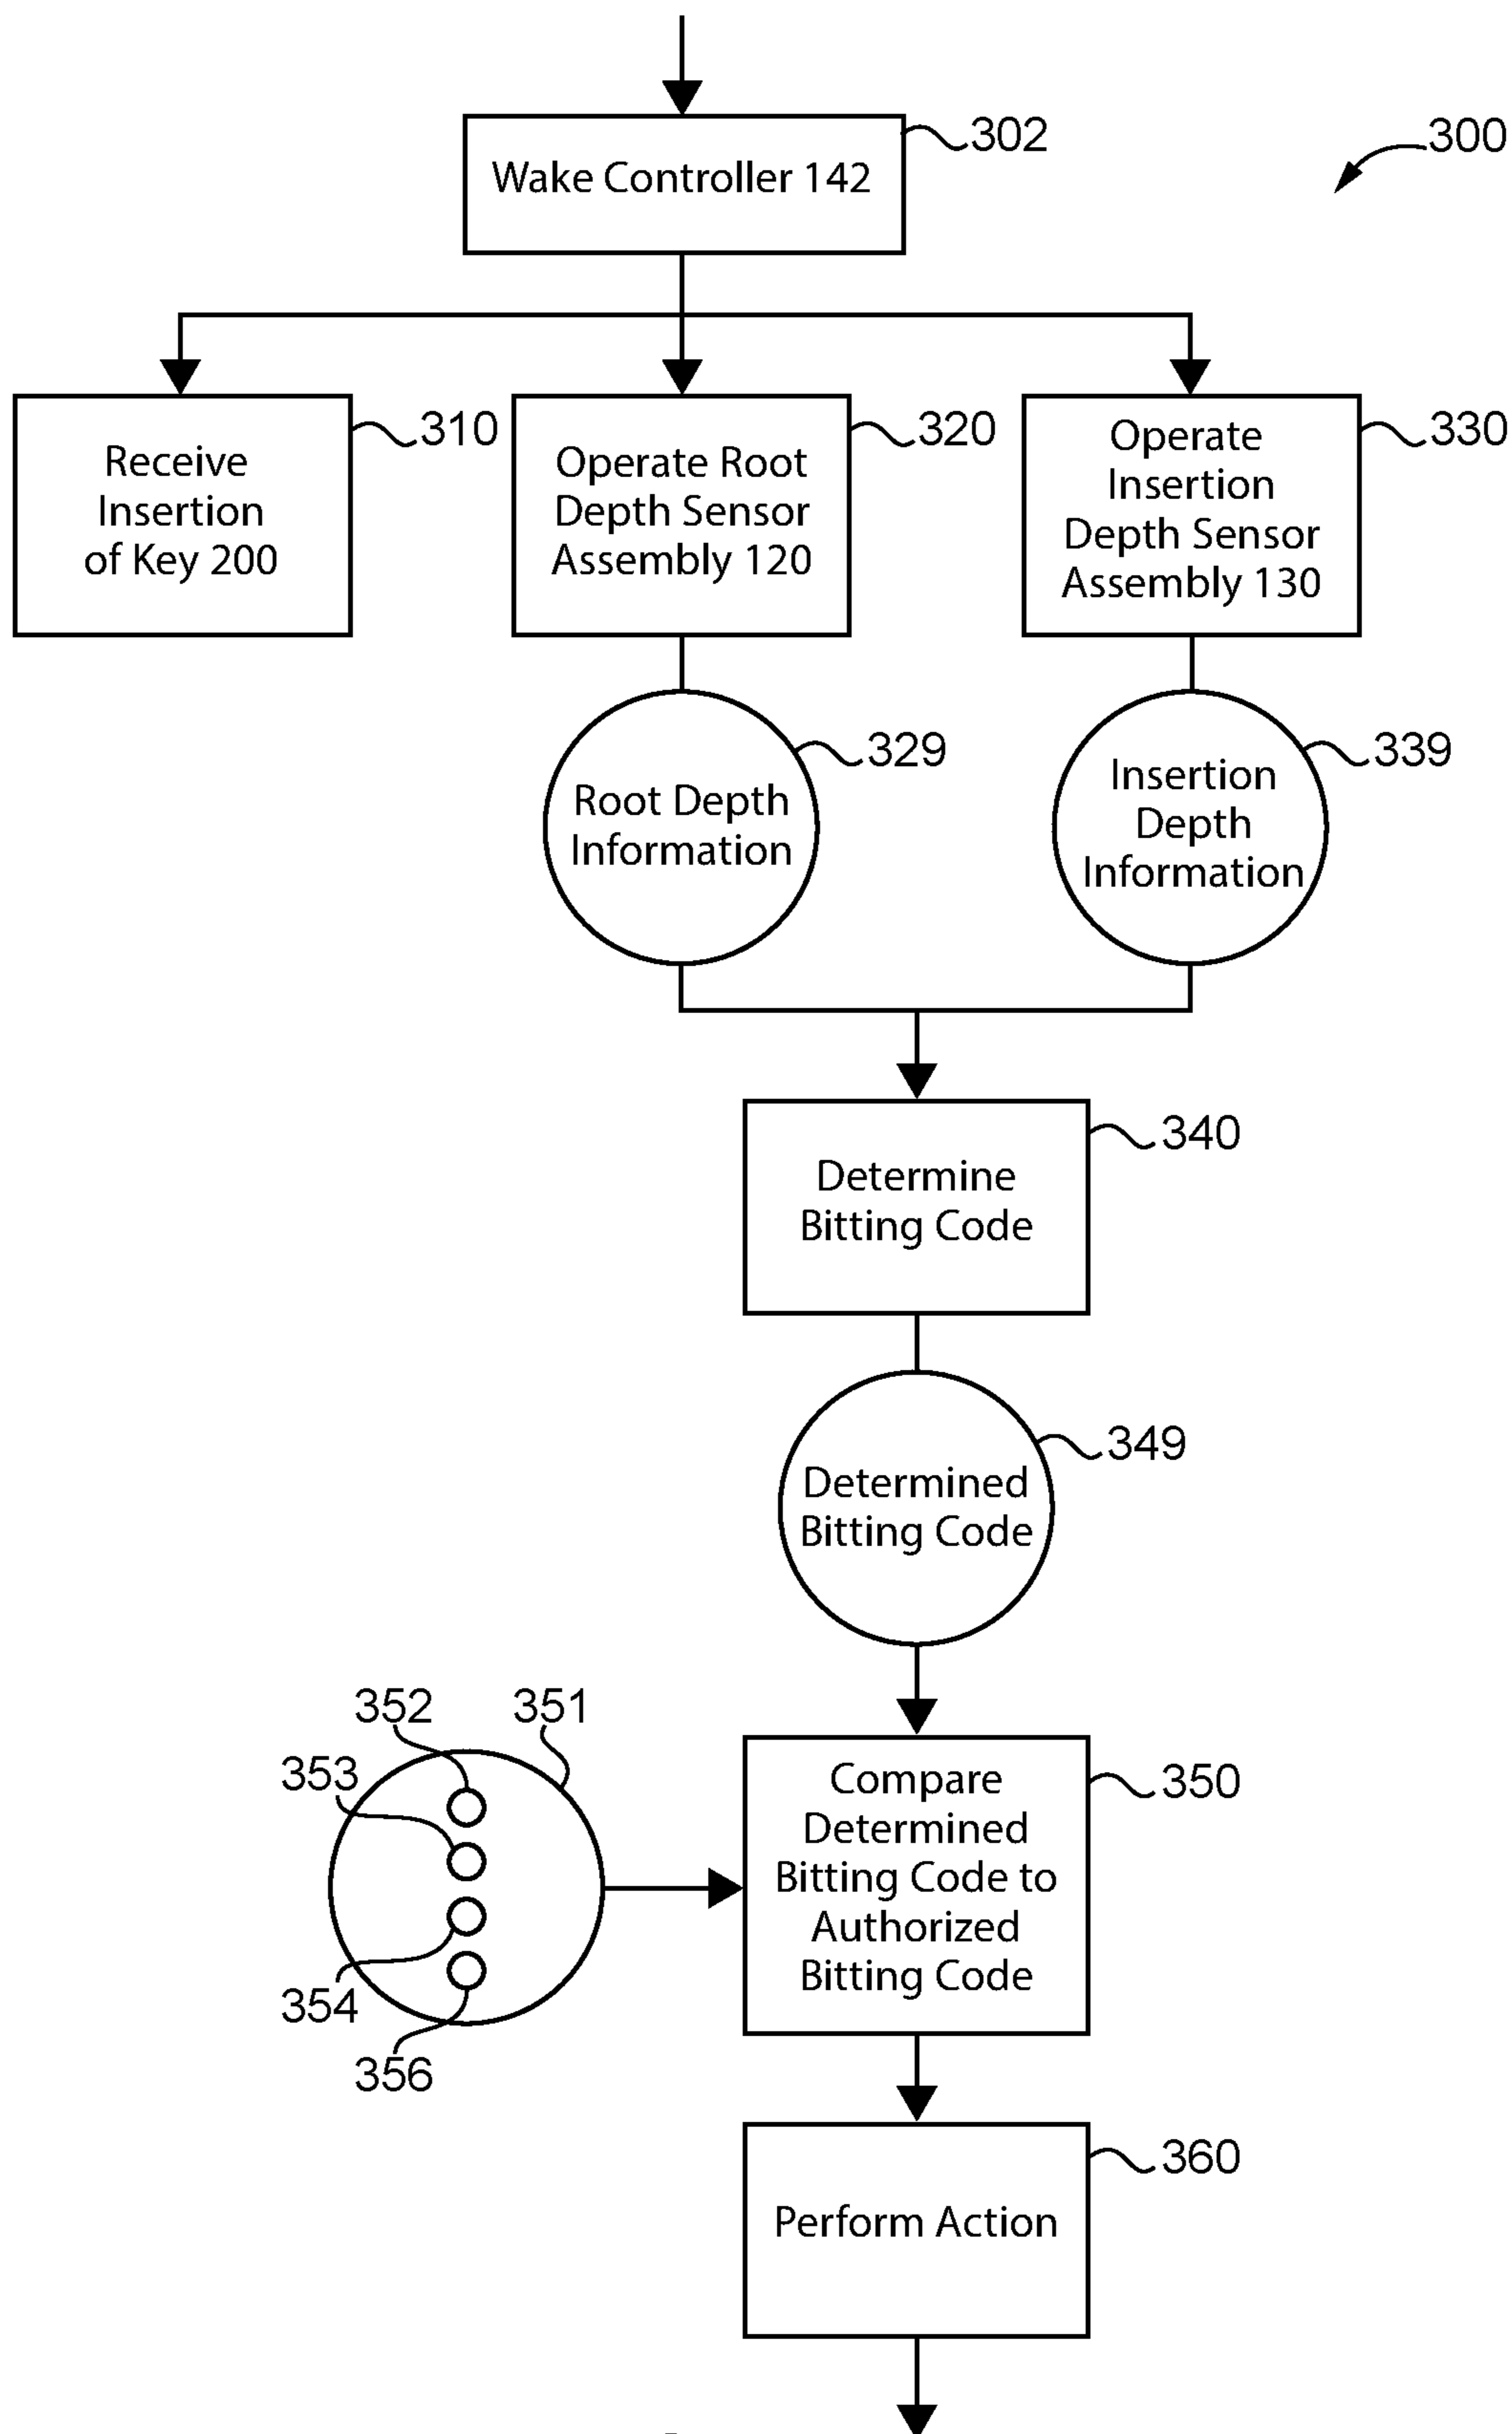 302
300
Wake Controller 142
310
320
330
Receive
Insertion
of Key 200
Operate Root
Depth Sensor
Assembly 120
Operate
Insertion
Depth Sensor
Assembly 130
329
339
Root Depth
Information
Insertion
Depth
Information
340
Determine
Bitting Code
349
Determined
Bitting Code
352
351
353
354
356
350
Compare
Determined
Bitting Code to
Authorized
Bitting Code
360
Perform Action